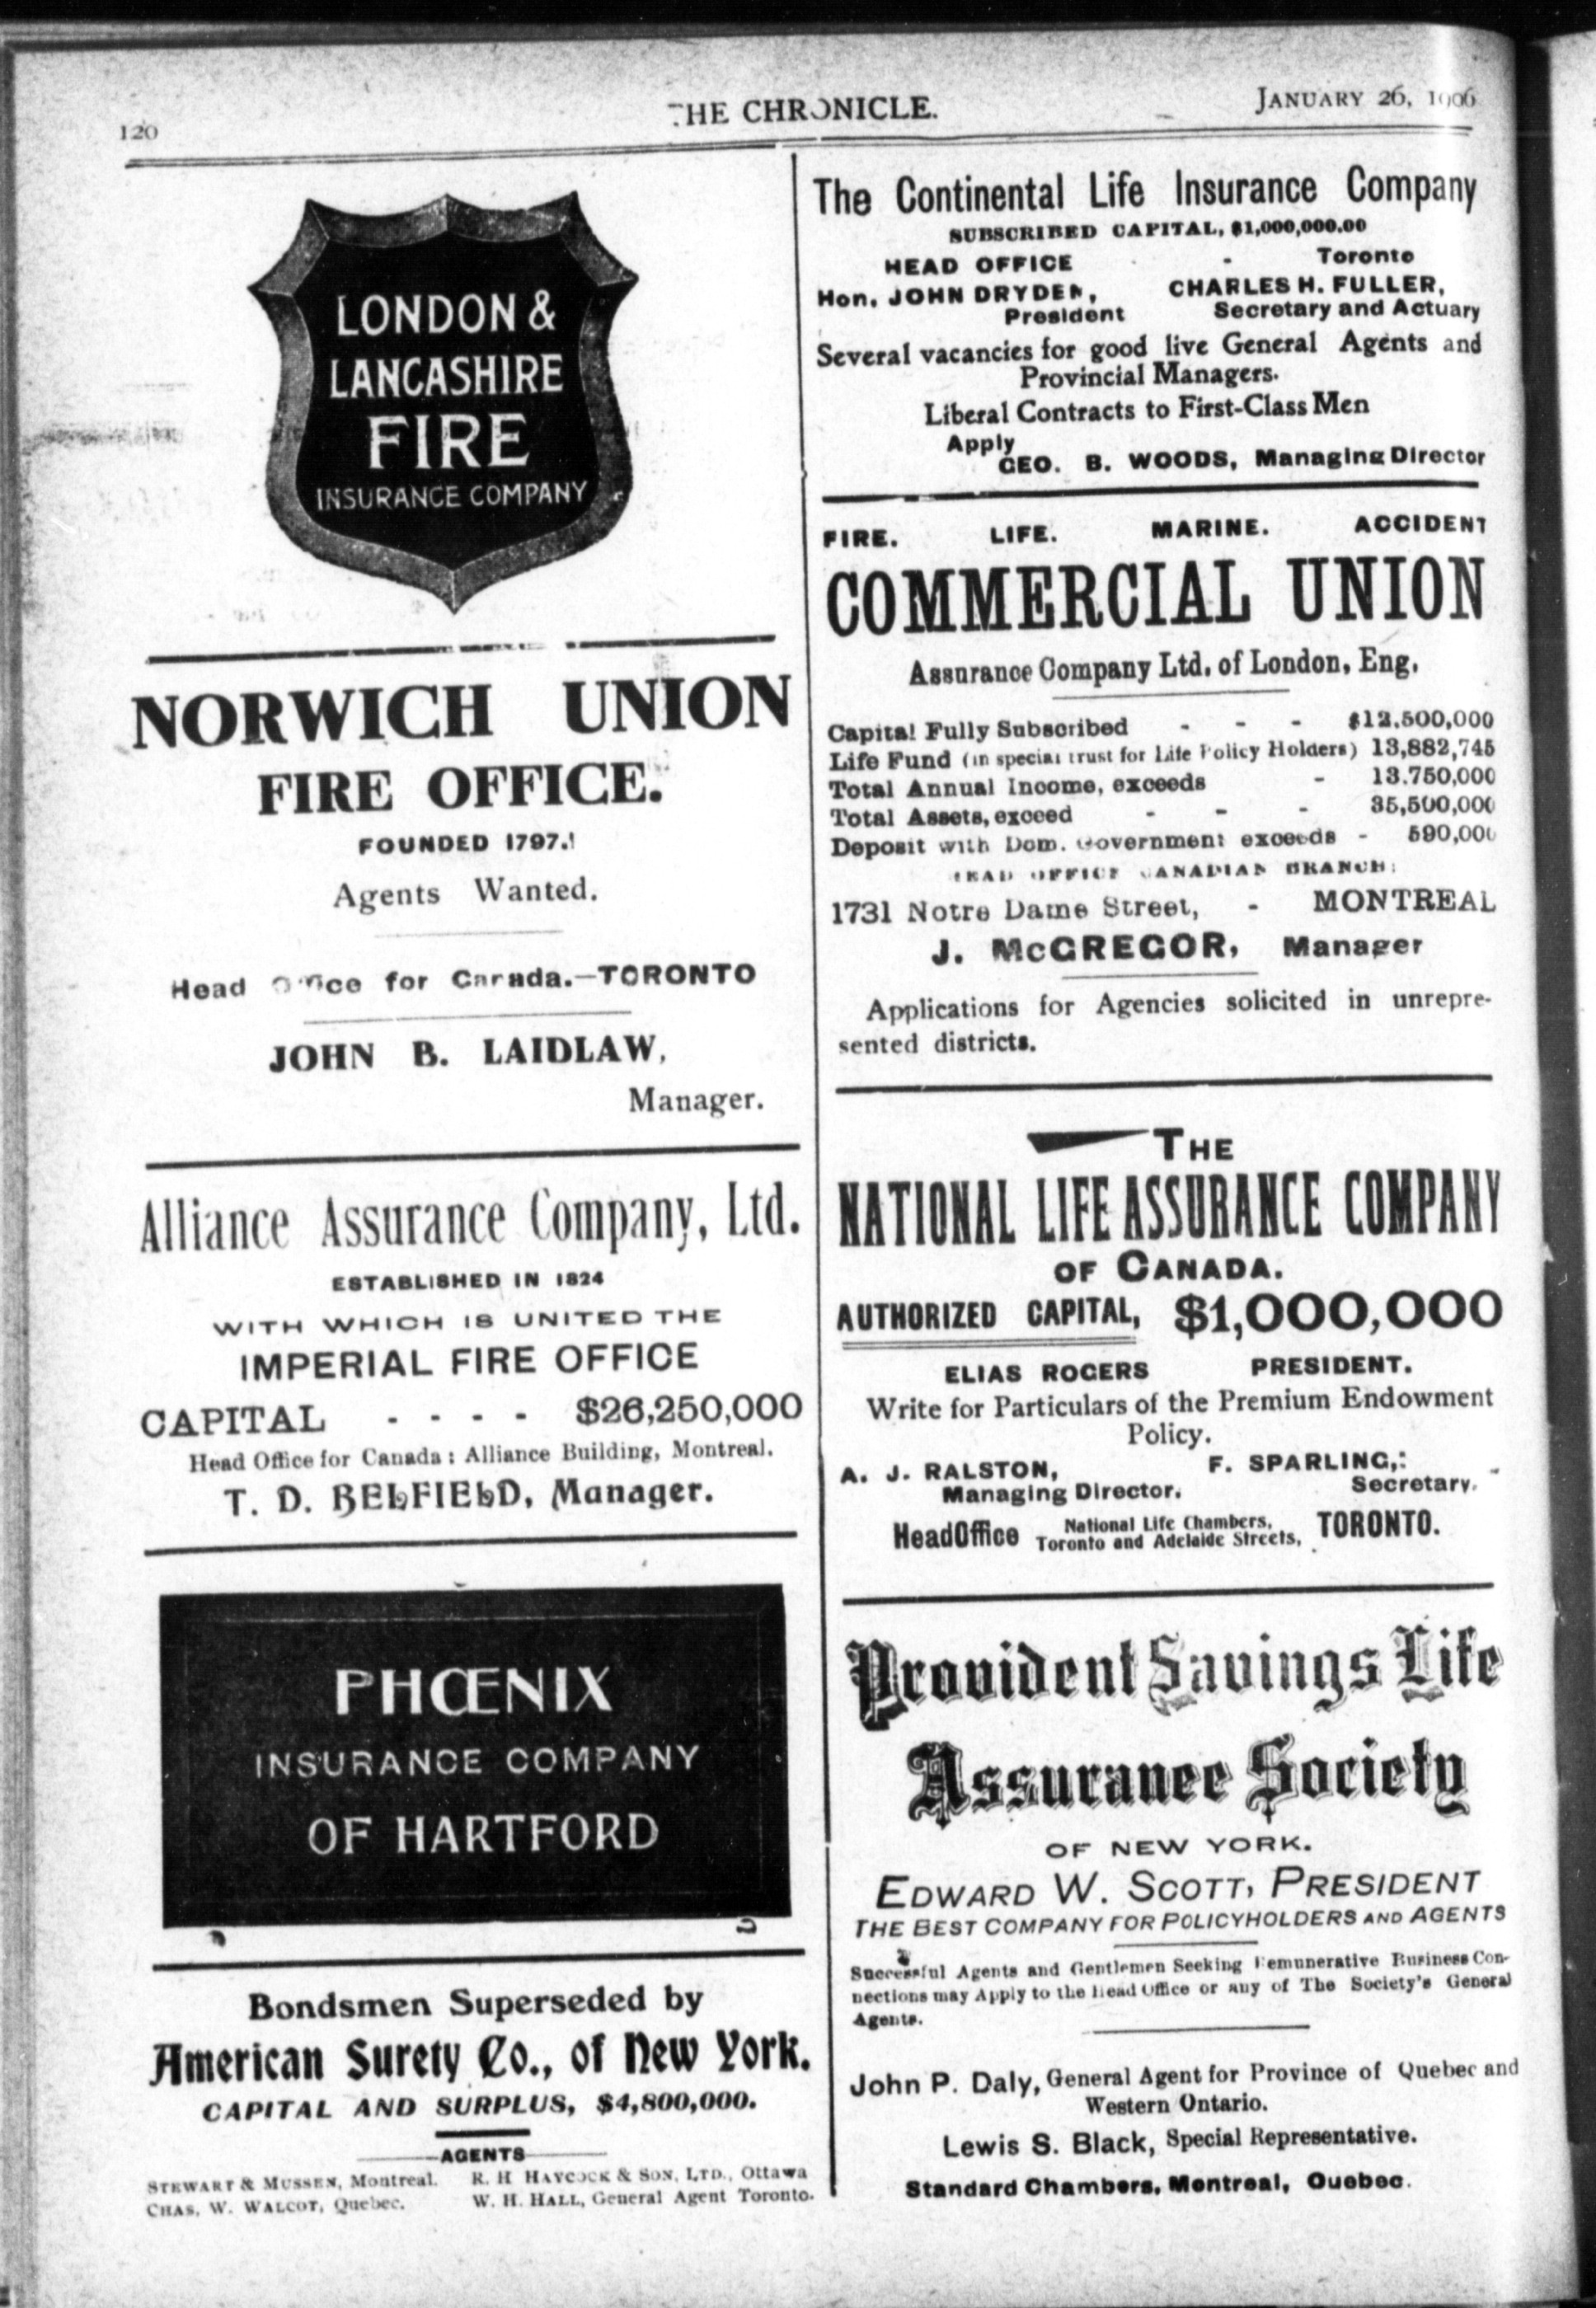 120
THE CHRONICLE.
JANUARY 26, 1906
LONDON &
LANCASHIRE
FIRE
INSURANCE COMPANY
NORWICH UNION
FIRE OFFICE.
FOUNDED 1797.
Agents Wanted.
Head Office for Canada.—TORONTO
JOHN B. LAIDLAW,
Manager.
Alliance Assurance Company, Ltd.
ESTABLISHED IN 1824
WITH WHICH IS UNITED THE
IMPERIAL FIRE OFFICE
CAPITAL - - - - $26,250,000
Head Office for Canada: Alliance Building, Montreal.
T. D. BELFIELD, Manager.
PHŒNIX
INSURANCE COMPANY
OF HARTFORD
Bondsmen Superseded by
American Surety Co., of New York.
CAPITAL AND SURPLUS, $4,800,000.
AGENTS
STEWART & MUSSEN, Montreal. R. H. HAYCOCK & SON, LTD., Ottawa
CHAS. W. WALCOT, Quebec. W. H. HALL, General Agent Toronto.
The Continental Life Insurance Company
SUBSCRIBED CAPITAL, $1,000,000.00
HEAD OFFICE - Toronto
Hon. JOHN DRYDEN, CHARLES H. FULLER,
President Secretary and Actuary
Several vacancies for good live General Agents and
Provincial Managers.
Liberal Contracts to First-Class Men
Apply
GEO. B. WOODS, Managing Director
FIRE. LIFE. MARINE. ACCIDENT
COMMERCIAL UNION
Assurance Company Ltd. of London, Eng.
Capital Fully Subscribed - - - $12,500,000
Life Fund (in special trust for Life Policy Holders) 13,882,745
Total Annual Income, exceeds - 13.750,000
Total Assets, exceed - - - 35,500,000
Deposit with Dom. Government exceeds - 590,000
HEAD OFFICE CANADIAN BRANCH:
1731 Notre Dame Street, - MONTREAL
J. McGREGOR, Manager
Applications for Agencies solicited in unrepre-
sented districts.
THE
NATIONAL LIFE ASSURANCE COMPANY
OF CANADA.
AUTHORIZED CAPITAL, $1,000,000
ELIAS ROGERS PRESIDENT.
Write for Particulars of the Premium Endowment
Policy.
A. J. RALSTON, F. SPARLING,
Managing Director. Secretary.
Head Office National Life Chambers,
Toronto and Adelaide Streets, TORONTO.
Provident Savings Life
Assurance Society
OF NEW YORK.
EDWARD W. SCOTT, PRESIDENT
THE BEST COMPANY FOR POLICYHOLDERS AND AGENTS
Successful Agents and Gentlemen Seeking Remunerative Business Con-
nections may Apply to the Head Office or any of The Society's General
Agents.
John P. Daly, General Agent for Province of Quebec and
Western Ontario.
Lewis S. Black, Special Representative.
Standard Chambers, Montreal, Quebec.